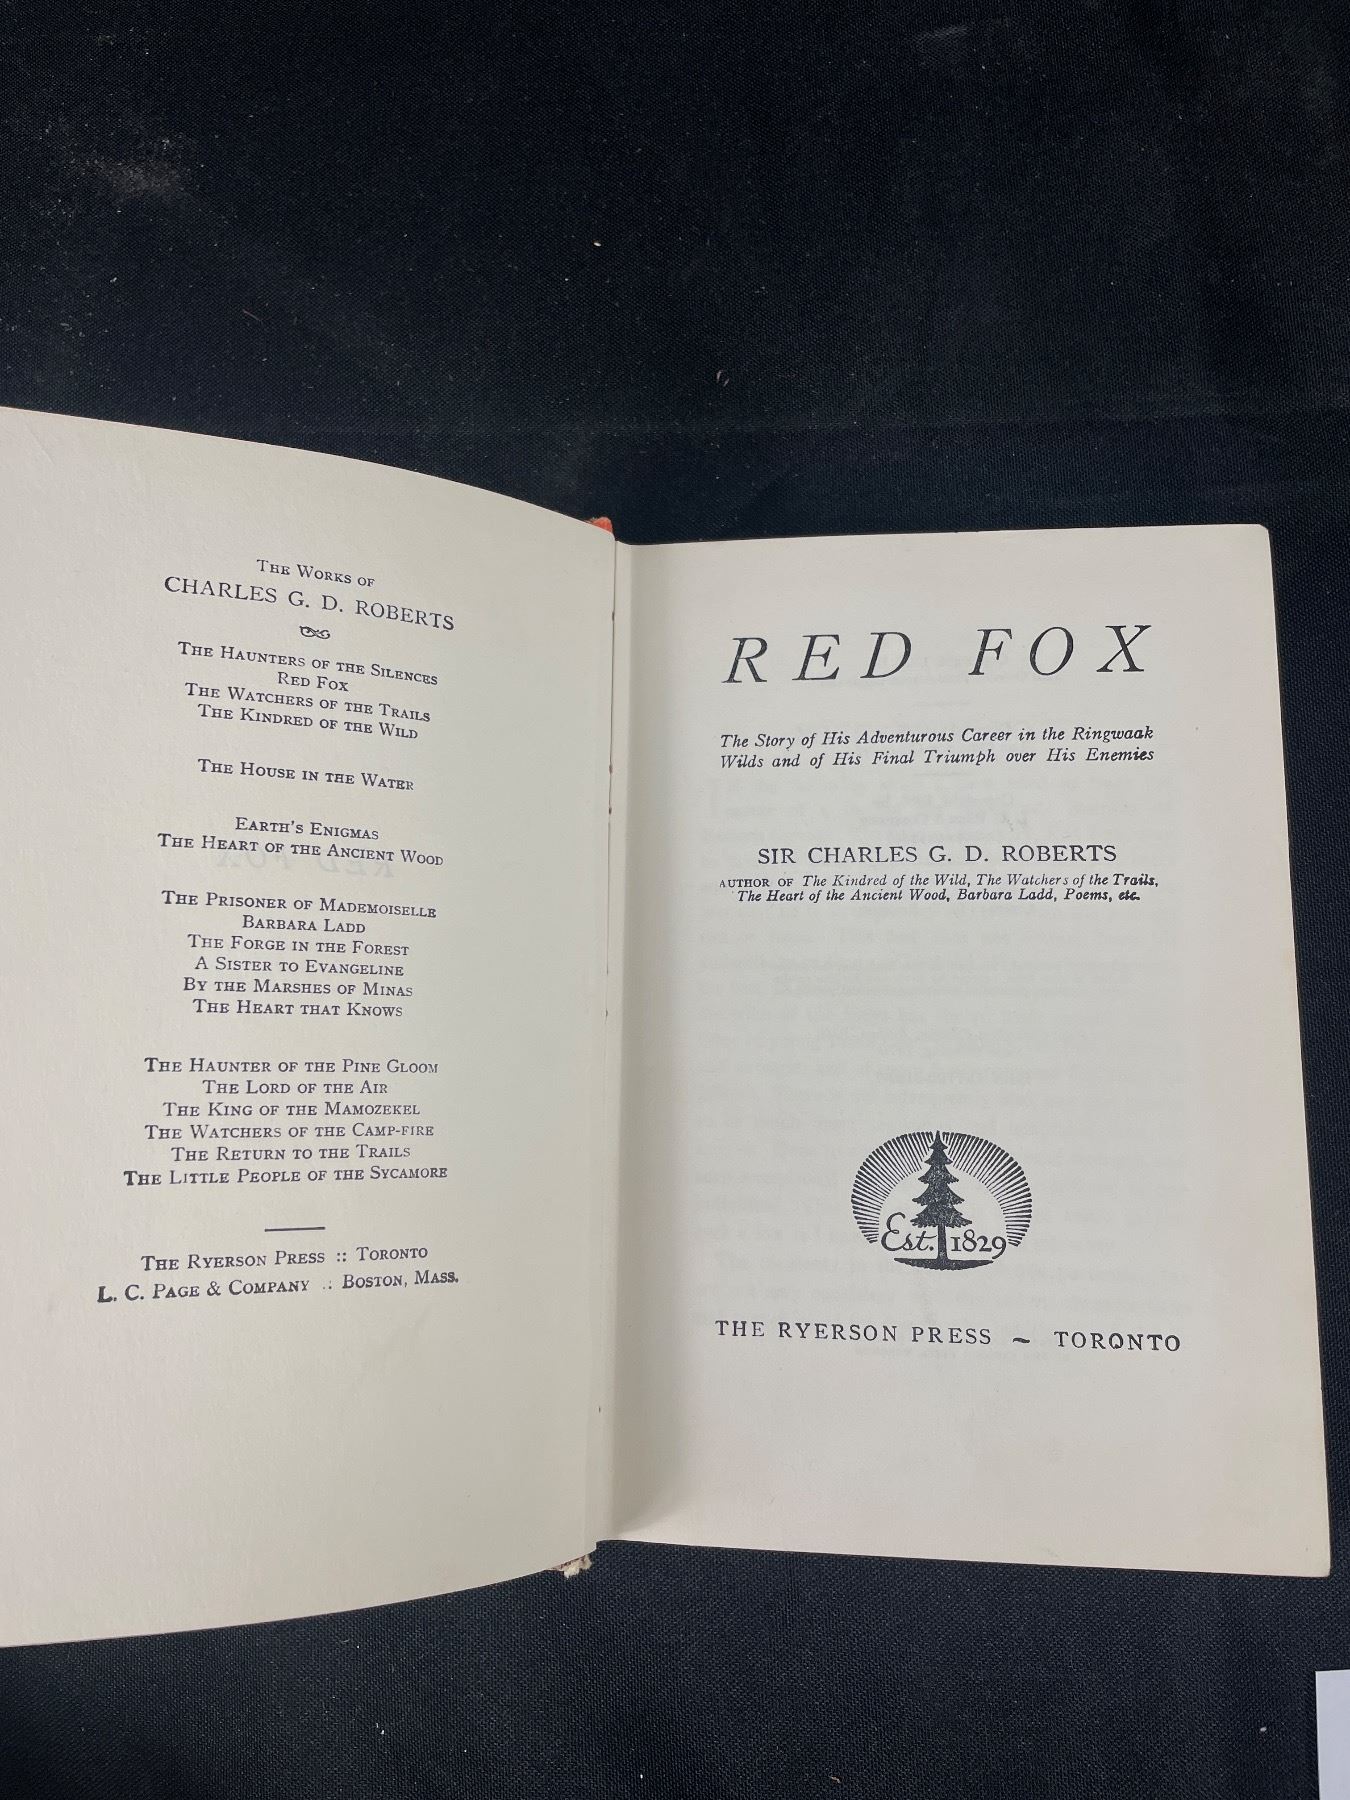 The Works of
CHARLES G. D. ROBERTS
The Haunters of the Silences
Red Fox
The Watchers of the Trails
The Kindred of the Wild
The House in the Water
Earth's Enigmas
The Heart of the Ancient Wood
The Prisoner of Mademoiselle
Barbara Ladd
The Forge in the Forest
A Sister to Evangeline
By the Marshes of Minas
The Heart that Knows
The Haunter of the Pine Gloom
The Lord of the Air
The King of the Mamozekel
The Watchers of the Camp-fire
The Return to the Trails
The Little People of the Sycamore
The Ryerson Press :: Toronto
L. C. Page & Company :: Boston, Mass.
RED FOX
The Story of His Adventurous Career in the Ringwaak
Wilds and of His Final Triumph over His Enemies
SIR CHARLES G. D. ROBERTS
AUTHOR OF The Kindred of the Wild, The Watchers of the Trails,
The Heart of the Ancient Wood, Barbara Ladd, Poems, etc.
Est. 1829
THE RYERSON PRESS ~ TORONTO